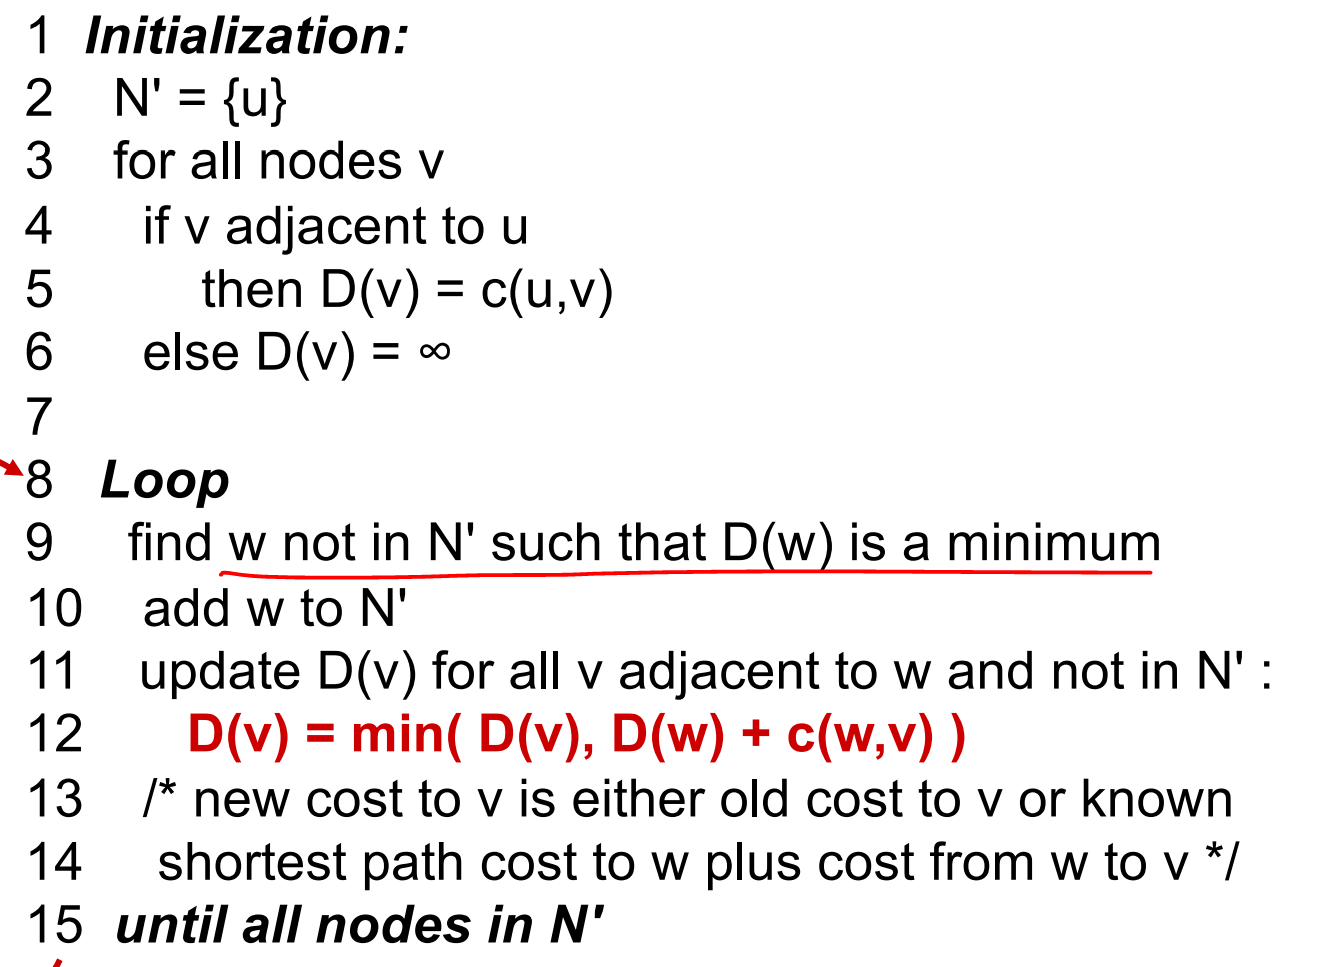 1 Initialization:
2 N' = {u}
3 for all nodes v
4 if v adjacent to u
5 then D(v) = c(u,v)
6 else D(v) = ∞
7
8 Loop
9 find w not in N' such that D(w) is a minimum
10 add w to N'
11 update D(v) for all v adjacent to w and not in N' :
12 D(v) = min( D(v), D(w) + c(w,v) )
13 /* new cost to v is either old cost to v or known
14 shortest path cost to w plus cost from w to v */
15 until all nodes in N'